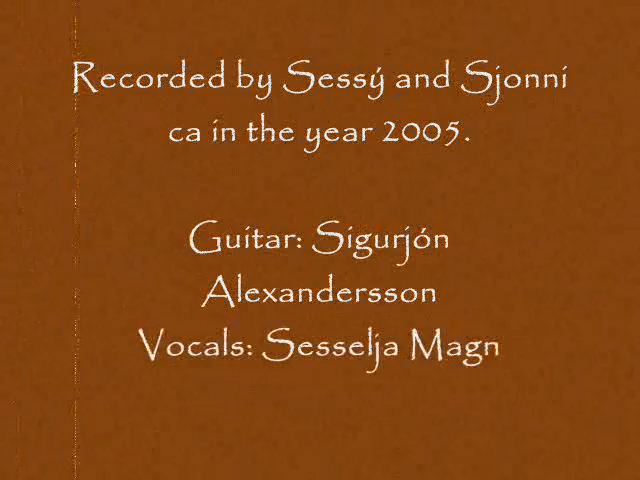 Recorded by Sessý and Sjonni
ca in the year 2005.
Guitar: Sigurjón
Alexandersson
Vocals: Sesselja Magn